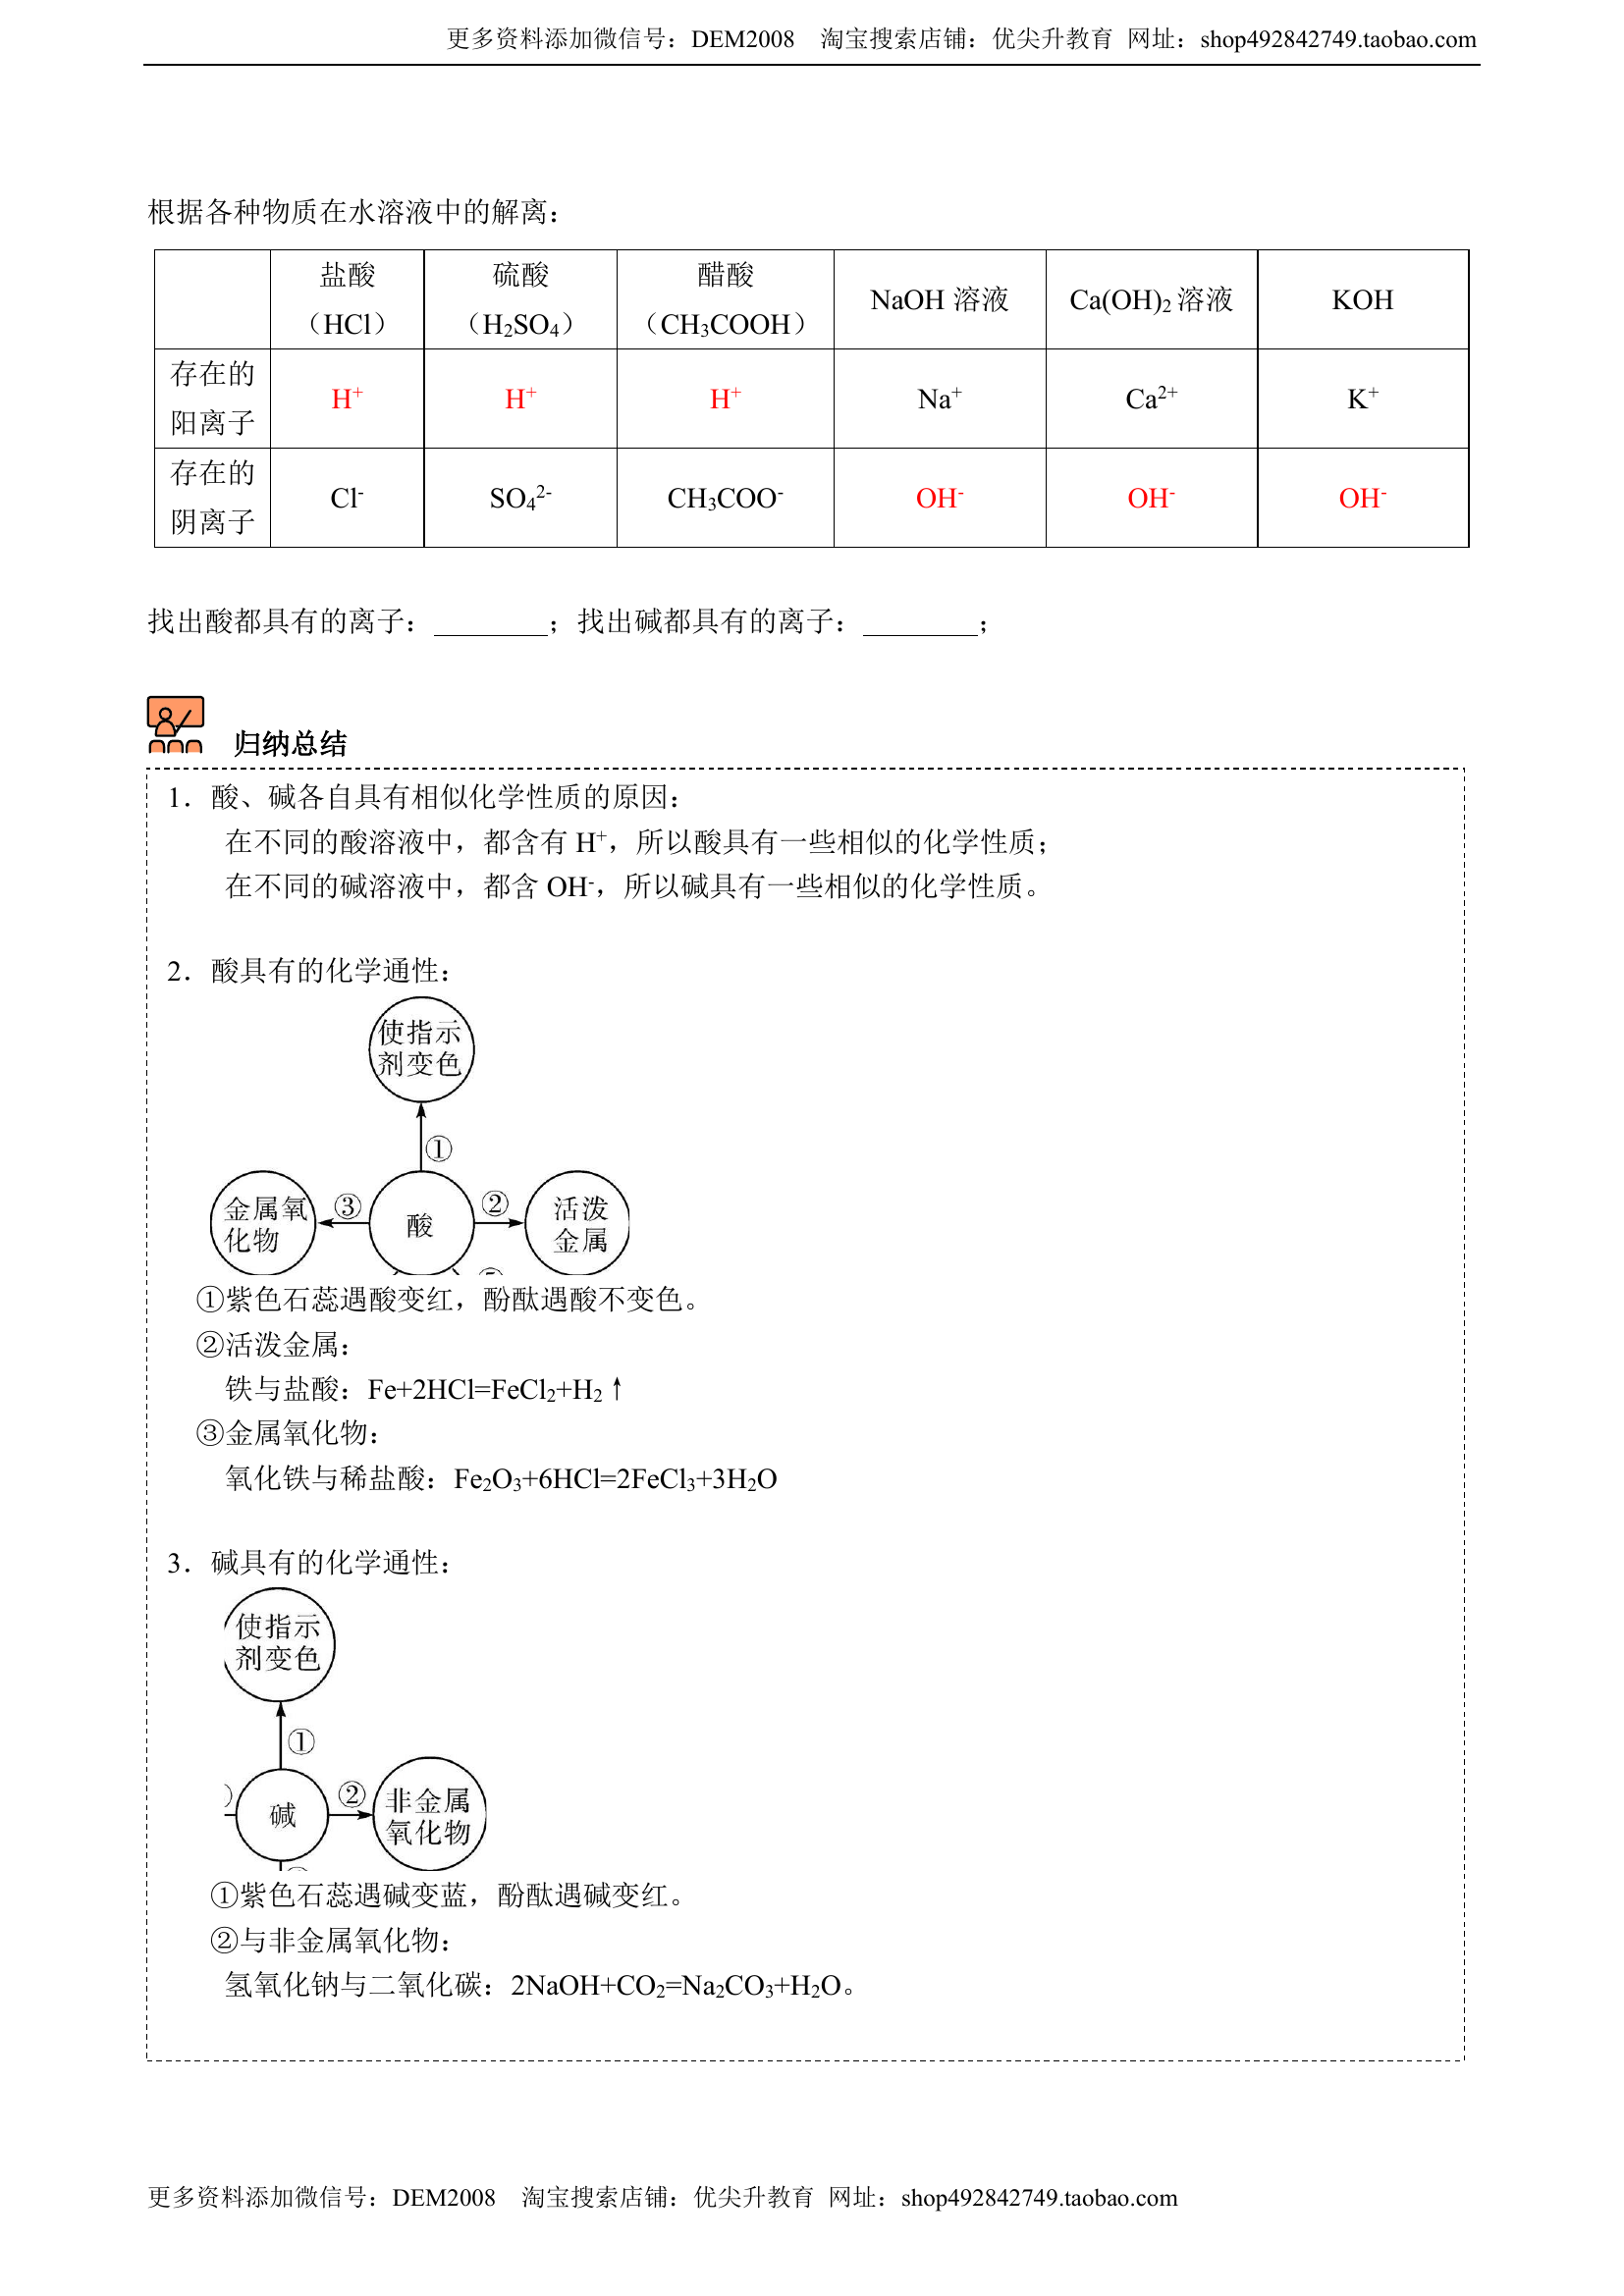 更多资料添加微信号：DEM2008 淘宝搜索店铺：优尖升教育 网址：shop492842749.taobao.com
根据各种物质在水溶液中的解离：
盐酸（HCl） 硫酸（H₂SO₄） 醋酸（CH₃COOH） NaOH 溶液 Ca(OH)₂溶液 KOH
存在的阳离子 H⁺ H⁺ H⁺ Na⁺ Ca²⁺ K⁺
存在的阴离子 Cl⁻ SO₄²⁻ CH₃COO⁻ OH⁻ OH⁻ OH⁻
找出酸都具有的离子：________；找出碱都具有的离子：________；
归纳总结
1．酸、碱各自具有相似化学性质的原因：
在不同的酸溶液中，都含有 H⁺，所以酸具有一些相似的化学性质；
在不同的碱溶液中，都含 OH⁻，所以碱具有一些相似的化学性质。
2．酸具有的化学通性：
使指示
剂变色
①
金属氧
化物
③
酸
②
活泼
金属
①紫色石蕊遇酸变红，酚酞遇酸不变色。
②活泼金属：
铁与盐酸：Fe+2HCl=FeCl₂+H₂↑
③金属氧化物：
氧化铁与稀盐酸：Fe₂O₃+6HCl=2FeCl₃+3H₂O
3．碱具有的化学通性：
使指示
剂变色
①
碱
②
非金属
氧化物
①紫色石蕊遇碱变蓝，酚酞遇碱变红。
②与非金属氧化物：
氢氧化钠与二氧化碳：2NaOH+CO₂=Na₂CO₃+H₂O。
更多资料添加微信号：DEM2008 淘宝搜索店铺：优尖升教育 网址：shop492842749.taobao.com